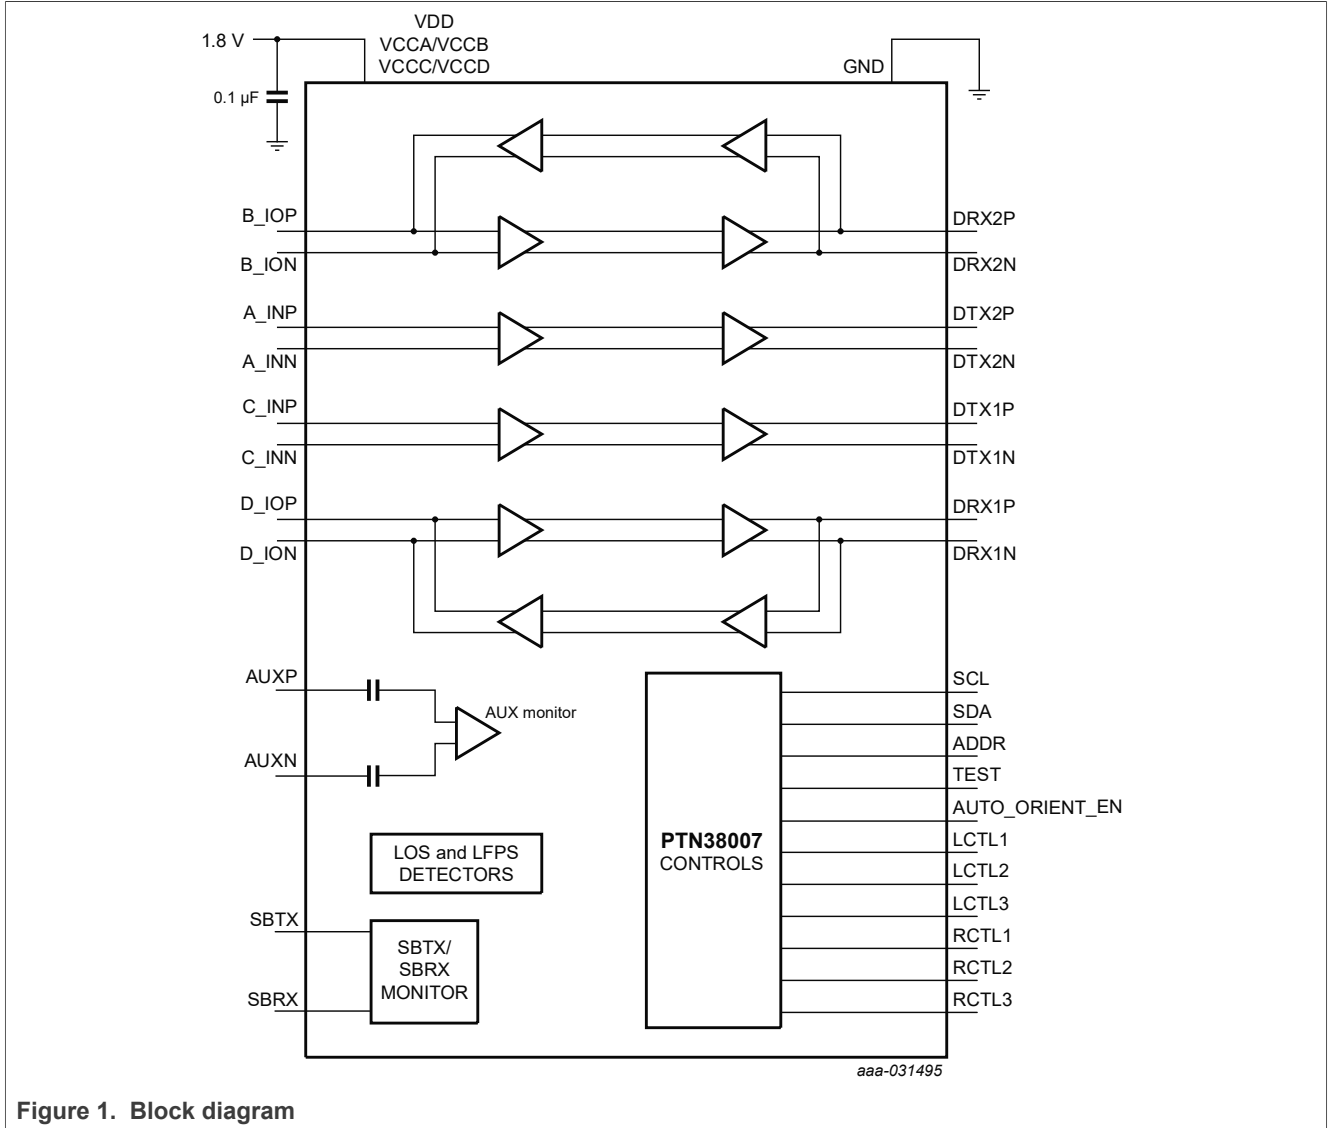 VDD
1.8 V
VCCA/VCCB
VCCC/VCCD
GND
0.1 µF
B_IOP
DRX2P
B_ION
DRX2N
A_INP
DTX2P
A_INN
DTX2N
C_INP
DTX1P
C_INN
DTX1N
D_IOP
DRX1P
D_ION
DRX1N
AUXP
AUX monitor
AUXN
LOS and LFPS
DETECTORS
SBTX
SBTX/
SBRX
MONITOR
SBRX
PTN38007
CONTROLS
SCL
SDA
ADDR
TEST
AUTO_ORIENT_EN
LCTL1
LCTL2
LCTL3
RCTL1
RCTL2
RCTL3
aaa-031495
Figure 1. Block diagram